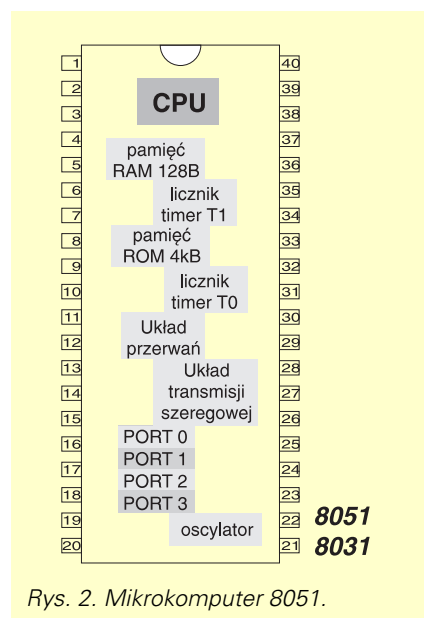 1
2
3
4
5
6
7
8
9
10
11
12
13
14
15
16
17
18
19
20
CPU
pamięć
RAM 128B
licznik
timer T1
pamięć
ROM 4kB
licznik
timer T0
Układ
przerwań
Układ
transmisji
szeregowej
PORT 0
PORT 1
PORT 2
PORT 3
oscylator
40
39
38
37
36
35
34
33
32
31
30
29
28
27
26
25
24
23
22
21
8051
8031
Rys. 2. Mikrokomputer 8051.